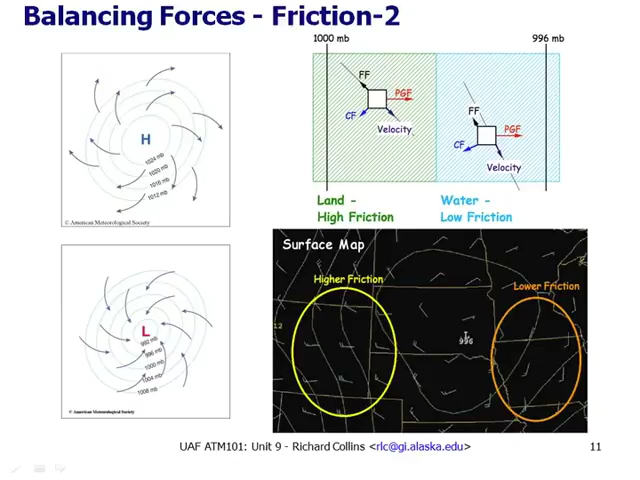 Balancing Forces - Friction-2
H
1024 mb
1020 mb
1016 mb
1012 mb
© American Meteorological Society
L
992 mb
996 mb
1000 mb
1004 mb
1008 mb
© American Meteorological Society
1000 mb
996 mb
FF
PGF
CF
Velocity
FF
PGF
CF
Velocity
Land -
High Friction
Water -
Low Friction
Surface Map
Higher Friction
Lower Friction
12
L
996
UAF ATM101: Unit 9 - Richard Collins <rlc@gi.alaska.edu>
11